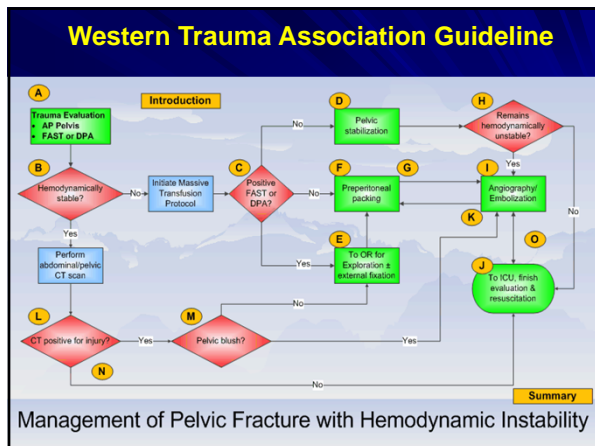 Western Trauma Association Guideline
A
Introduction
Trauma Evaluation
• AP Pelvis
• FAST or DPA
B
Hemodynamically
stable?
No
Initiate Massive
Transfusion
Protocol
C
Positive
FAST or
DPA?
No
No
Yes
D
Pelvic
stabilization
H
Remains
hemodynamically
unstable?
Yes
No
F
Preperitoneal
packing
G
I
Angiography/
Embolization
K
E
To OR for
Exploration ±
external fixation
O
J
To ICU, finish
evaluation &
resuscitation
Yes
Perform
abdominal/pelvic
CT scan
L
CT positive for injury?
Yes
M
Pelvic blush?
No
Yes
N
No
Summary
Management of Pelvic Fracture with Hemodynamic Instability